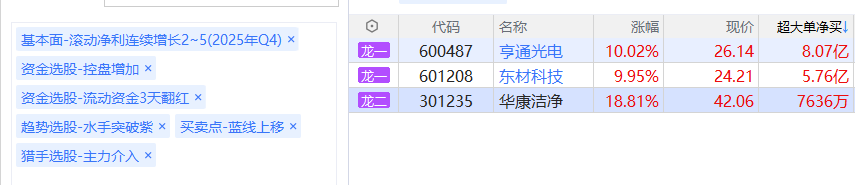 基本面-滚动净利连续增长2~5(2025年Q4) ×
资金选股-控盘增加 ×
资金选股-流动资金3天翻红 ×
趋势选股-水手突破紫 × 买卖点-蓝线上移 ×
猎手选股-主力介入 ×
代码 名称 涨幅 现价 超大单净买↓
龙一 600487 亨通光电 10.02% 26.14 8.07亿
龙一 601208 东材科技 9.95% 24.21 5.76亿
龙二 301235 华康洁净 18.81% 42.06 7636万